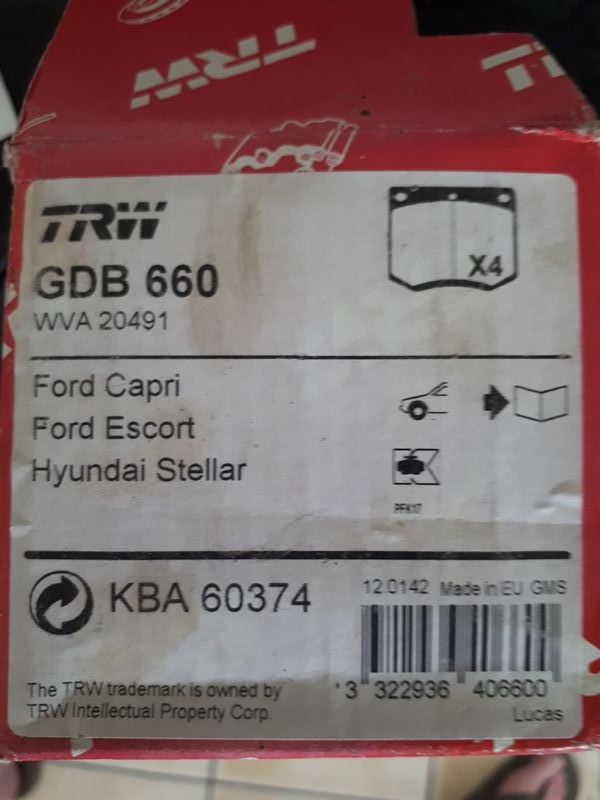 TRW
T
TRW
GDB 660
WVA 20491
X4
Ford Capri
Ford Escort
Hyundai Stellar
PFK17
KBA 60374
12.0142 Made in EU GMS
3 322936 406600
The TRW trademark is owned by
TRW Intellectual Property Corp.
Lucas